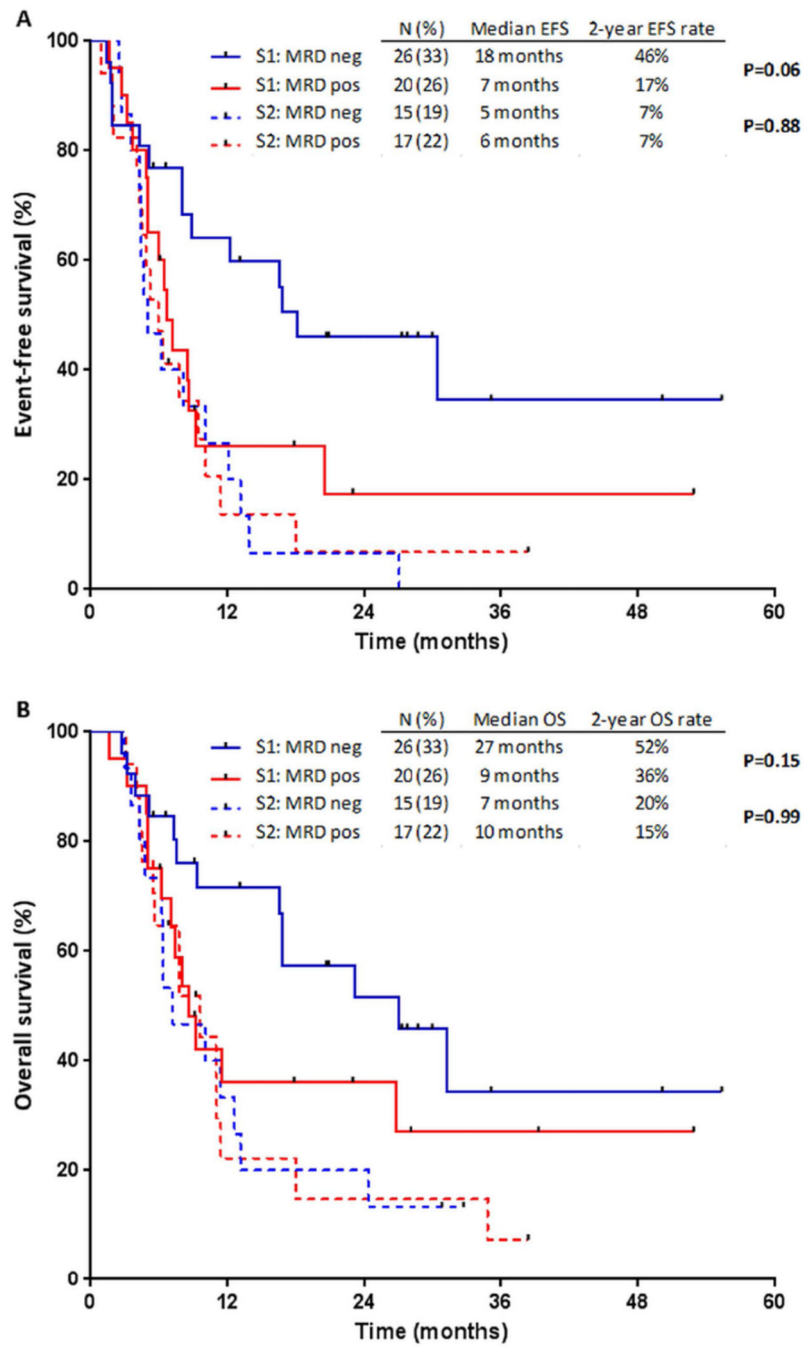 A
N (%) Median EFS 2-year EFS rate
S1: MRD neg 26 (33) 18 months 46%
P=0.06
S1: MRD pos 20 (26) 7 months 17%
S2: MRD neg 15 (19) 5 months 7%
P=0.88
S2: MRD pos 17 (22) 6 months 7%
Event-free survival (%)
100
80
60
40
20
0
0 12 24 36 48 60
Time (months)
B
N (%) Median OS 2-year OS rate
S1: MRD neg 26 (33) 27 months 52%
P=0.15
S1: MRD pos 20 (26) 9 months 36%
S2: MRD neg 15 (19) 7 months 20%
P=0.99
S2: MRD pos 17 (22) 10 months 15%
Overall survival (%)
100
80
60
40
20
0
0 12 24 36 48 60
Time (months)